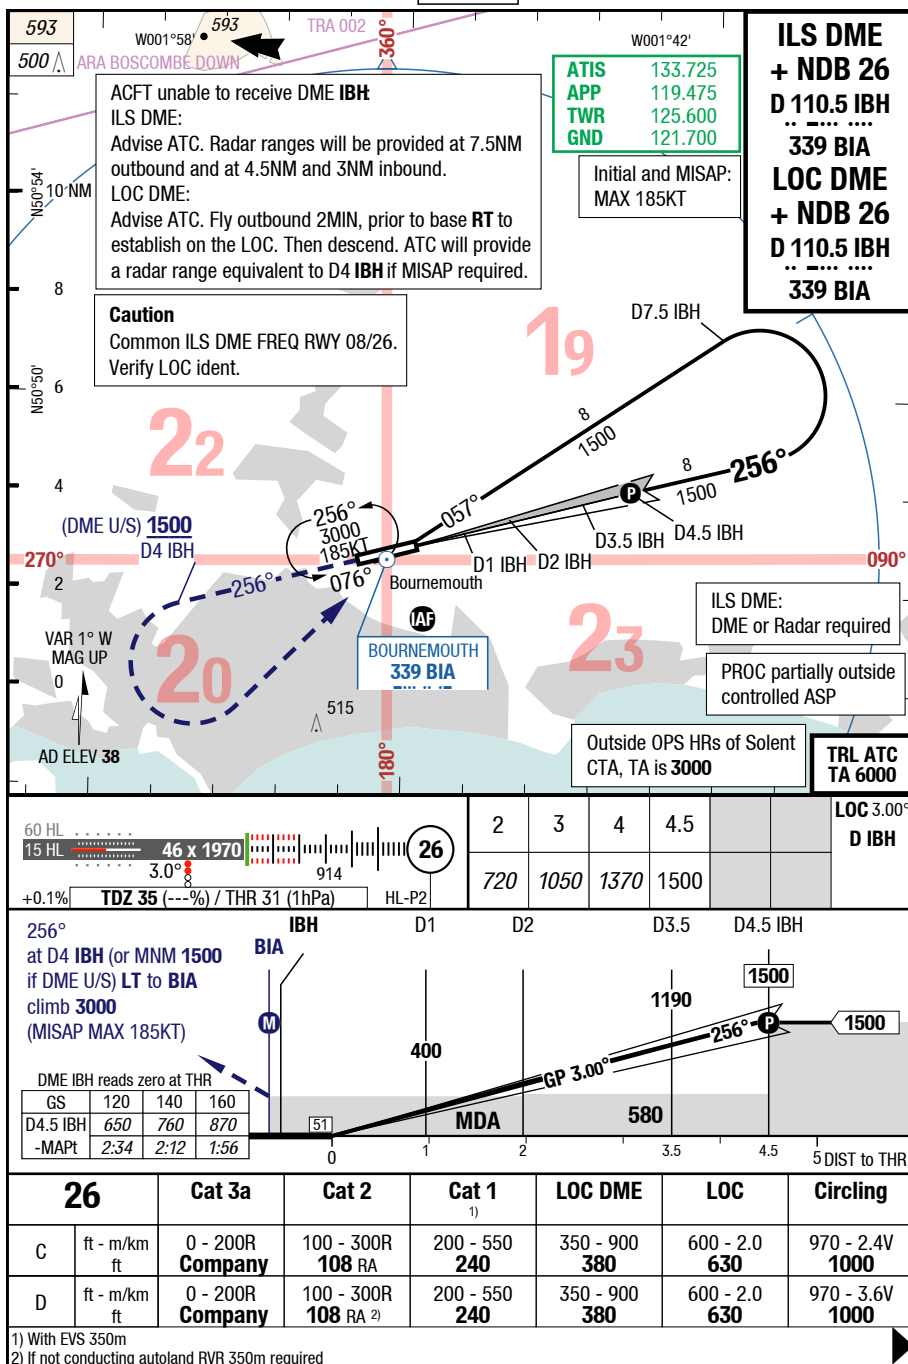 593
500
593
W001°58'
TRA 002
ARA BOSCOMBE DOWN
360°
W001°42'
ATIS 133.725
APP 119.475
TWR 125.600
GND 121.700
ILS DME
+ NDB 26
D 110.5 IBH
339 BIA
LOC DME
+ NDB 26
D 110.5 IBH
339 BIA
ACFT unable to receive DME IBH:
ILS DME:
Advise ATC. Radar ranges will be provided at 7.5NM
outbound and at 4.5NM and 3NM inbound.
LOC DME:
Advise ATC. Fly outbound 2MIN, prior to base RT to
establish on the LOC. Then descend. ATC will provide
a radar range equivalent to D4 IBH if MISAP required.
Initial and MISAP:
MAX 185KT
N50°54'
10 NM
8
Caution
Common ILS DME FREQ RWY 08/26.
Verify LOC ident.
D7.5 IBH
19
N50°50'
6
22
8
1500
4
256°
8
1500
P
057°
(DME U/S) 1500
D4 IBH
256°
3000
185KT
076°
D4.5 IBH
D3.5 IBH
D2 IBH
D1 IBH
270°
090°
256°
Bournemouth
2
IAF
BOURNEMOUTH
339 BIA
ILS DME:
DME or Radar required
VAR 1° W
MAG UP
0
20
23
PROC partially outside
controlled ASP
515
AD ELEV 38
180°
Outside OPS HRs of Solent
CTA, TA is 3000
TRL ATC
TA 6000
60 HL
15 HL
46 x 1970
26
3.0°
914
+0.1%
TDZ 35 (---%) / THR 31 (1hPa)
HL-P2
2 3 4 4.5
LOC 3.00°
D IBH
720 1050 1370 1500
256°
at D4 IBH (or MNM 1500
if DME U/S) LT to BIA
climb 3000
(MISAP MAX 185KT)
BIA
IBH
D1
D2
D3.5
D4.5 IBH
1500
M
1190
P
1500
256°
400
GP 3.00°
MDA
580
51
DME IBH reads zero at THR
GS 120 140 160
D4.5 IBH 650 760 870
-MAPt 2:34 2:12 1:56
0 1 2 3.5 4.5 5 DIST to THR
26 Cat 3a Cat 2 Cat 1 1) LOC DME LOC Circling
C ft - m/km 0 - 200R 100 - 300R 200 - 550 350 - 900 600 - 2.0 970 - 2.4V
ft Company 108 RA 240 380 630 1000
D ft - m/km 0 - 200R 100 - 300R 200 - 550 350 - 900 600 - 2.0 970 - 3.6V
ft Company 108 RA 2) 240 380 630 1000
1) With EVS 350m
2) If not conducting autoland RVR 350m required